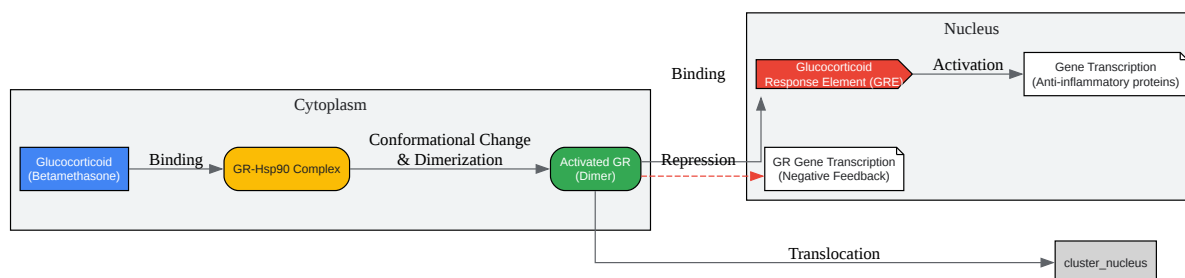 Cytoplasm
Glucocorticoid
(Betamethasone)
Binding
GR-Hsp90 Complex
Conformational Change
& Dimerization
Activated GR
(Dimer)
Binding
Repression
Translocation
Nucleus
Glucocorticoid
Response Element (GRE)
Activation
Gene Transcription
(Anti-inflammatory proteins)
GR Gene Transcription
(Negative Feedback)
cluster_nucleus